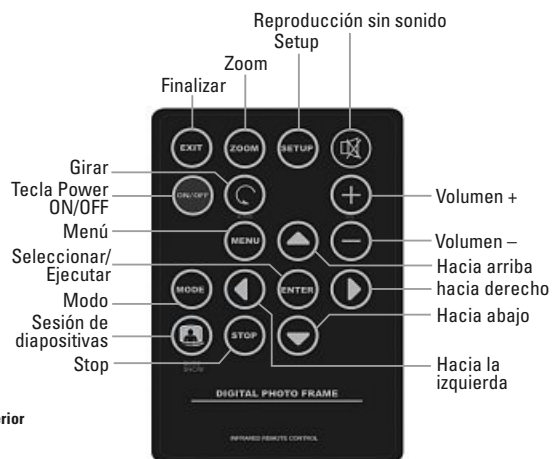 Reproducción sin sonido
Setup
Zoom
Finalizar
EXIT
ZOOM
SETUP
Girar
Tecla Power
ON/OFF
ON/OFF
Volumen +
Menú
MENU
Volumen –
Seleccionar/
Ejecutar
Hacia arriba
hacia derecho
MODE
ENTER
Modo
Hacia abajo
Sesión de
diapositivas
STOP
Stop
SHOW
Hacia la
izquierda
DIGITAL PHOTO FRAME
rior
INFRARED REMOTE CONTROL